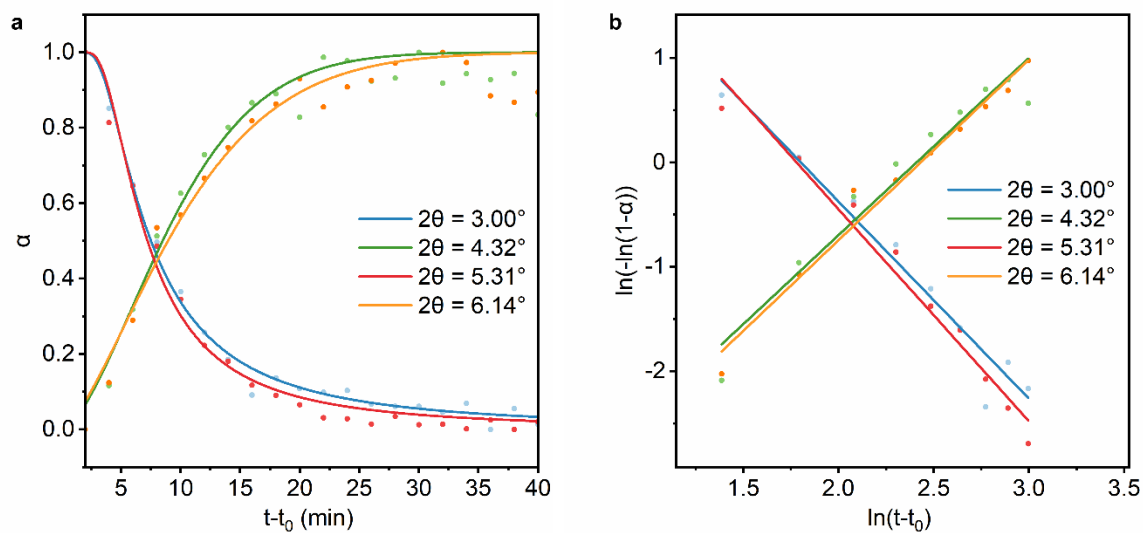 a
1.0
0.8
0.6
0.4
0.2
0.0
α
5 10 15 20 25 30 35 40
t-t₀ (min)
2θ = 3.00°
2θ = 4.32°
2θ = 5.31°
2θ = 6.14°
b
1
0
-1
-2
ln(-ln(1-α))
1.5 2.0 2.5 3.0 3.5
ln(t-t₀)
2θ = 3.00°
2θ = 4.32°
2θ = 5.31°
2θ = 6.14°